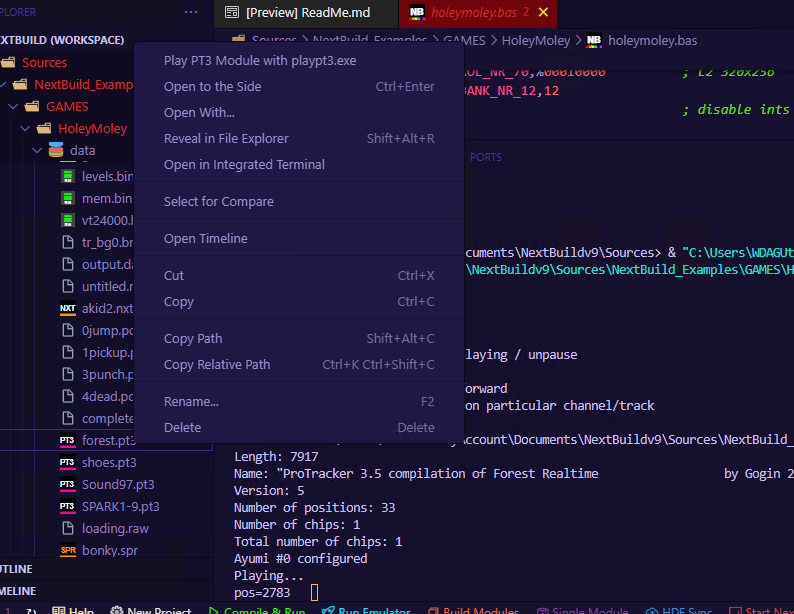 PLORER ···
[Preview] ReadMe.md
NB holeymoley.bas 2 ×
EXTBUILD (WORKSPACE)
Sources > NextBuild_Examples > GAMES > HoleyMoley > NB holeymoley.bas
Sources
NextBuild_Examp
GAMES
HoleyMoley
data
levels.bin
mem.bin
vt24000.b
tr_bg0.br
output.da
untitled.r
NXT akid2.nxt
0jump.pc
1pickup.p
3punch.p
4dead.pc
complete
PT3 forest.pt3
PT3 shoes.pt3
PT3 Sound97.pt3
PT3 SPARK1-9.pt3
loading.raw
SPR bonky.spr
UTLINE
MELINE
Play PT3 Module with playpt3.exe
Open to the Side Ctrl+Enter
Open With...
Reveal in File Explorer Shift+Alt+R
Open in Integrated Terminal
Select for Compare
Open Timeline
Cut Ctrl+X
Copy Ctrl+C
Copy Path Shift+Alt+C
Copy Relative Path Ctrl+K Ctrl+Shift+C
Rename... F2
Delete Delete
OL_NR_70,%00010000 ; L2 320x256
BANK_NR_12,12
; disable ints
PORTS
cuments\NextBuildv9\Sources> & "C:\Users\WDAGUt
\NextBuildv9\Sources\NextBuild_Examples\GAMES\H
laying / unpause
orward
on particular channel/track
Account\Documents\NextBuildv9\Sources\NextBuild_
Length: 7917
Name: "ProTracker 3.5 compilation of Forest Realtime by Gogin 2
Version: 5
Number of positions: 33
Number of chips: 1
Total number of chips: 1
Ayumi #0 configured
Playing...
pos=2783
1 Help New Project Compile & Run Run Emulator Build Modules Single Module HDF Sync Start Nex